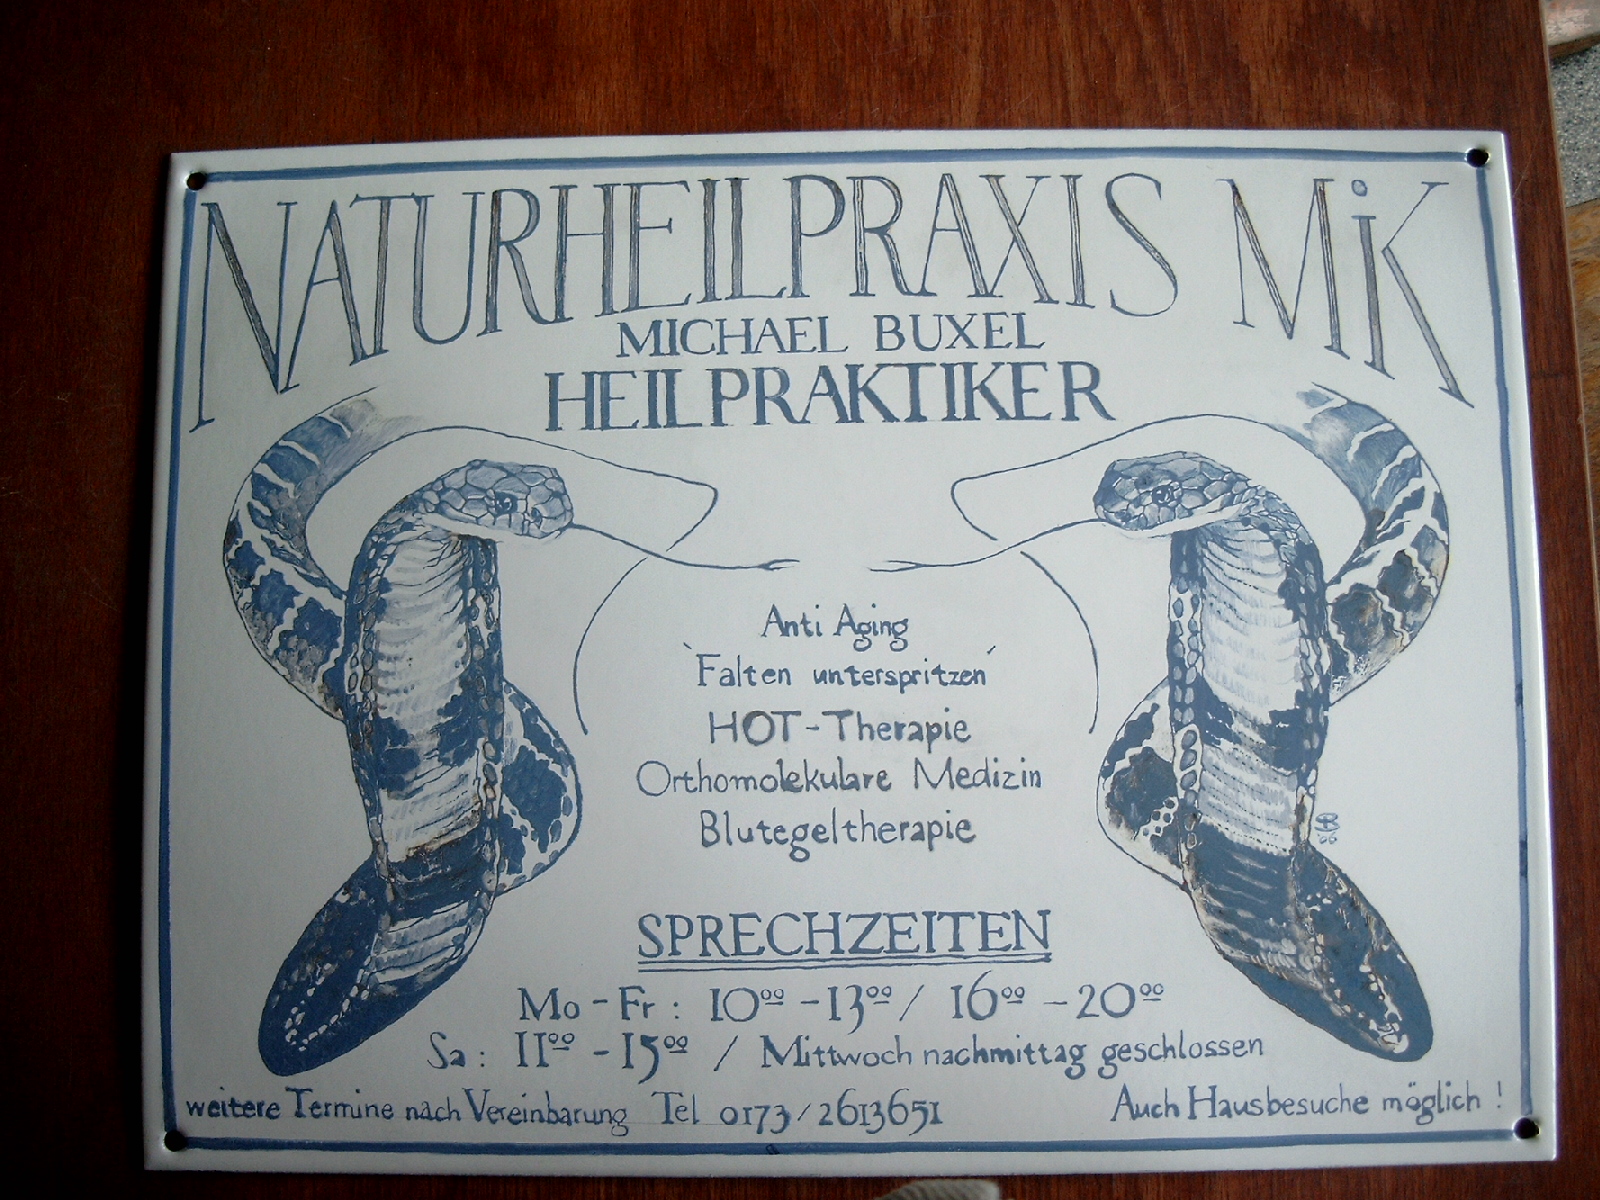 NATURHEILPRAXIS MiK
MICHAEL BUXEL
HEILPRAKTIKER
Anti Aging
`Falten unterspritzen´
HOT-Therapie
Orthomolekulare Medizin
Blutegeltherapie
SPRECHZEITEN
Mo - Fr : 10⁰⁰ - 13⁰⁰ / 16⁰⁰ - 20⁰⁰
Sa : 11⁰⁰ - 15⁰⁰ / Mittwoch nachmittag geschlossen
weitere Termine nach Vereinbarung Tel 0173/2613651 Auch Hausbesuche möglich !